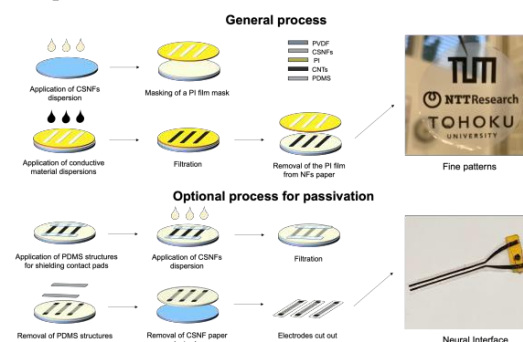 General process
PVDF
CSNFs
PI
CNTs
PDMS
Application of CSNFs
dispersion
Masking of a PI film mask
Application of conductive
material dispersions
Filtration
Removal of the PI film
from NFs paper
TUM
NTTResearch
TOHOKU
UNIVERSITY
Fine patterns
Optional process for passivation
Application of PDMS structures
for shielding contact pads
Application of CSNFs
dispersion
Filtration
Removal of PDMS structures
Removal of CSNF paper
Electrodes cut out
Neural Interface